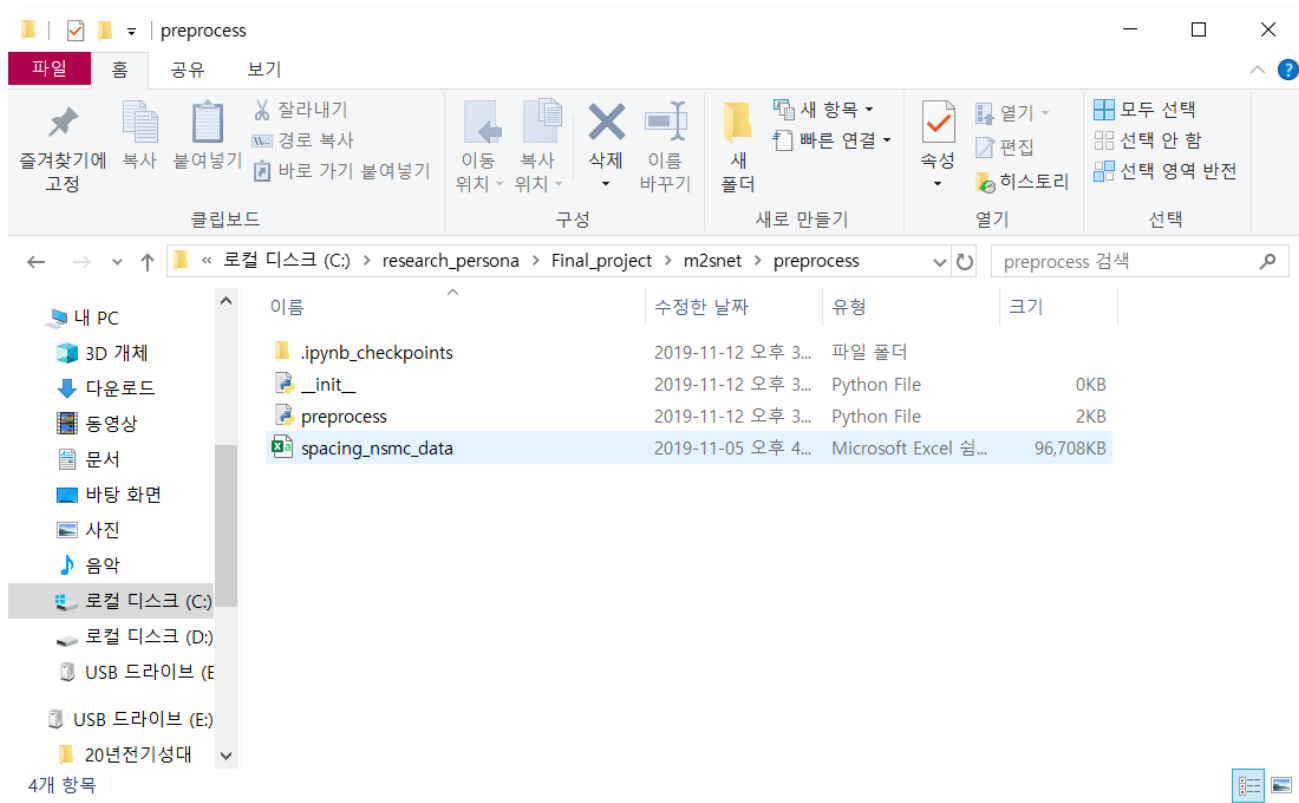 preprocess
파일 홈 공유 보기
즐겨찾기에 고정
복사
붙여넣기
잘라내기
경로 복사
바로 가기 붙여넣기
클립보드
이동 위치
복사 위치
삭제
이름 바꾸기
구성
새 폴더
새 항목
빠른 연결
새로 만들기
속성
열기
편집
히스토리
열기
모두 선택
선택 안 함
선택 영역 반전
선택
« 로컬 디스크 (C:) > research_persona > Final_project > m2snet > preprocess
preprocess 검색
내 PC
3D 개체
다운로드
동영상
문서
바탕 화면
사진
음악
로컬 디스크 (C:)
로컬 디스크 (D:)
USB 드라이브 (E
USB 드라이브 (E:)
20년전기성대
이름 수정한 날짜 유형 크기
.ipynb_checkpoints 2019-11-12 오후 3... 파일 폴더
__init__ 2019-11-12 오후 3... Python File 0KB
preprocess 2019-11-12 오후 3... Python File 2KB
spacing_nsmc_data 2019-11-05 오후 4... Microsoft Excel 쉼... 96,708KB
4개 항목